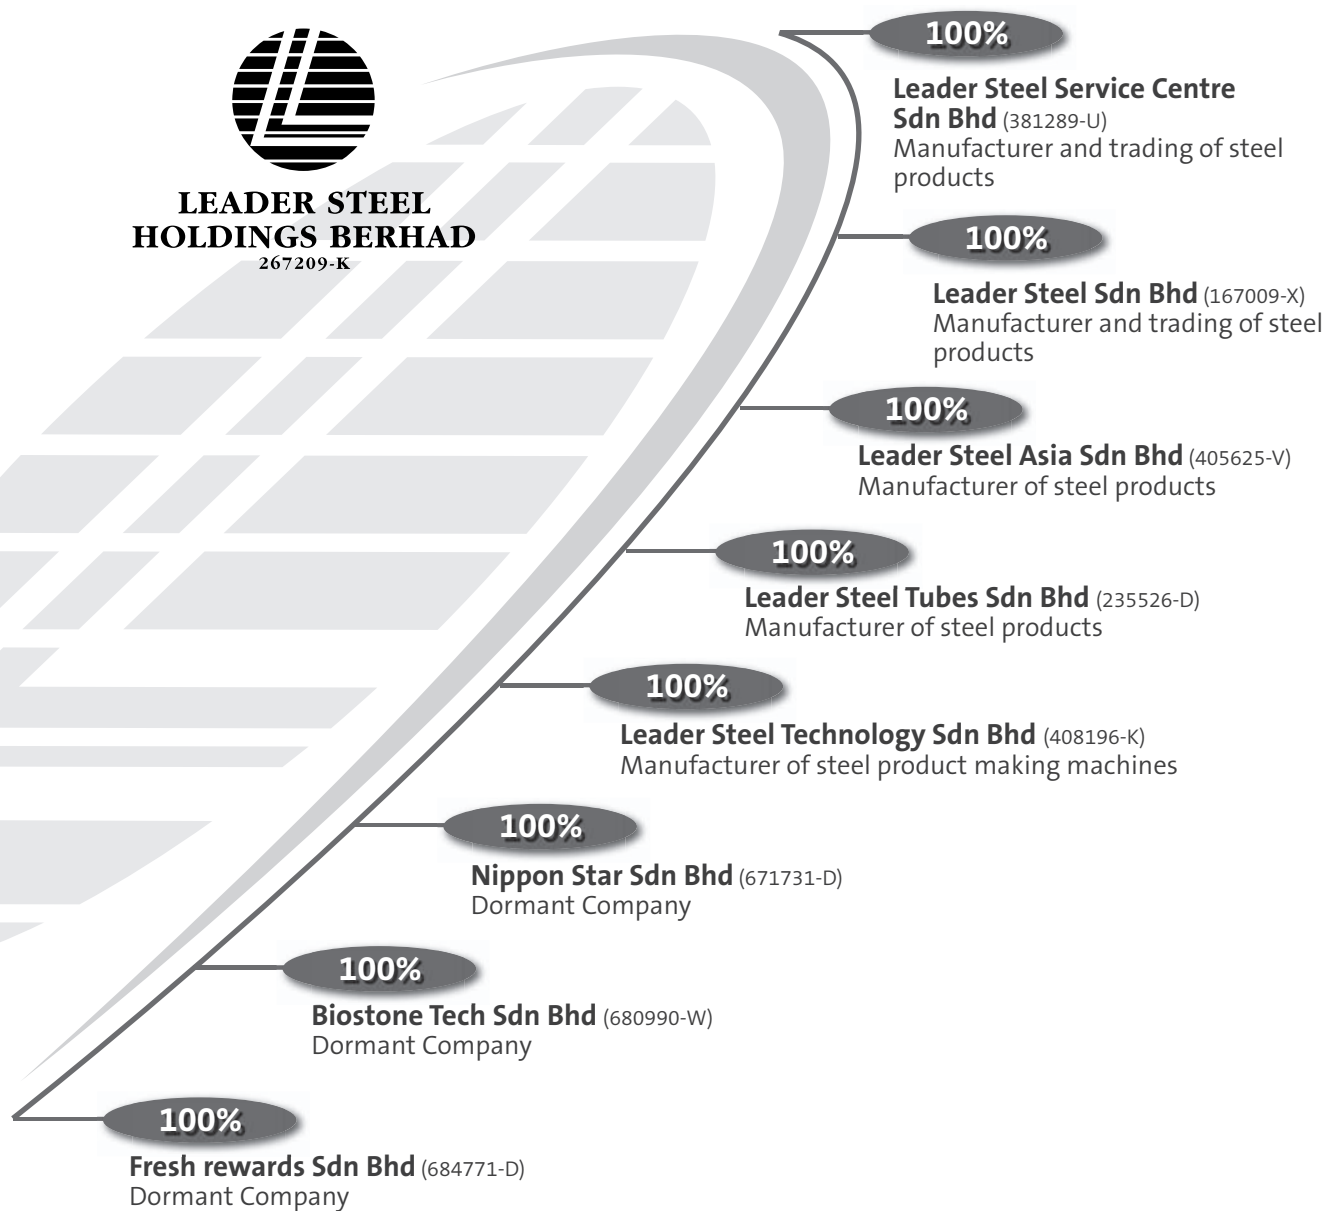 LEADER STEEL
HOLDINGS BERHAD
267209-K
100%
Leader Steel Service Centre
Sdn Bhd (381289-U)
Manufacturer and trading of steel
products
100%
Leader Steel Sdn Bhd (167009-X)
Manufacturer and trading of steel
products
100%
Leader Steel Asia Sdn Bhd (405625-V)
Manufacturer of steel products
100%
Leader Steel Tubes Sdn Bhd (235526-D)
Manufacturer of steel products
100%
Leader Steel Technology Sdn Bhd (408196-K)
Manufacturer of steel product making machines
100%
Nippon Star Sdn Bhd (671731-D)
Dormant Company
100%
Biostone Tech Sdn Bhd (680990-W)
Dormant Company
100%
Fresh rewards Sdn Bhd (684771-D)
Dormant Company